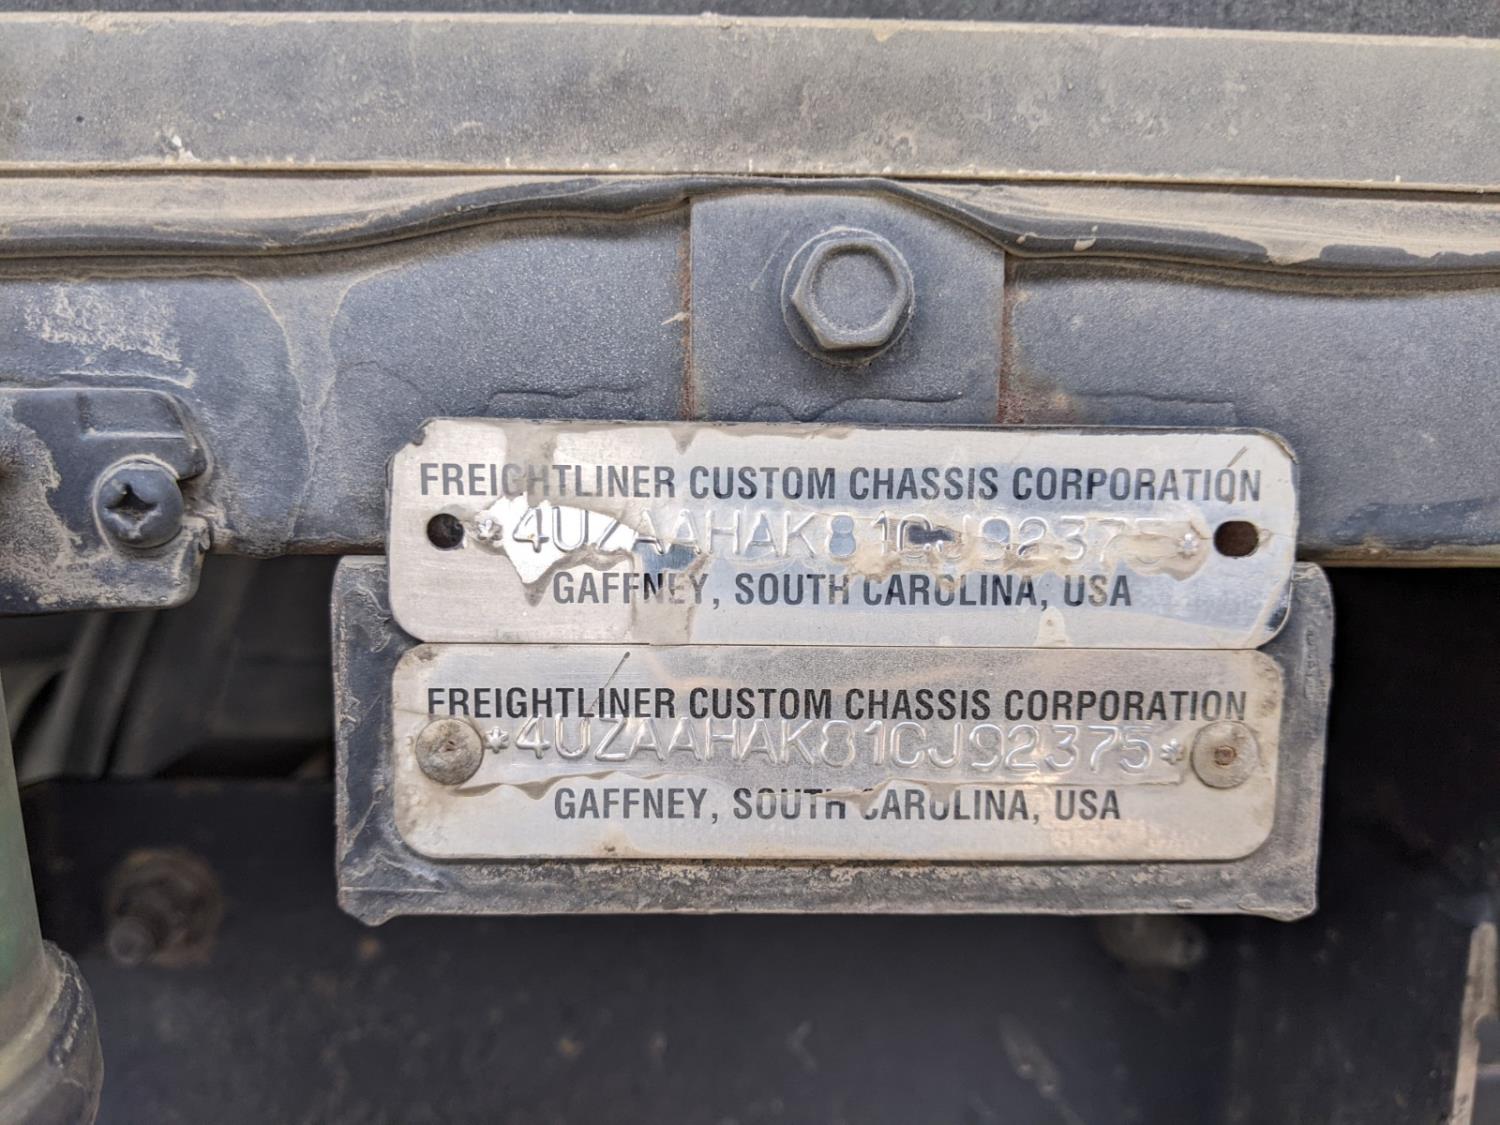 FREIGHTLINER CUSTOM CHASSIS CORPORATION
*4UZAAHAK81CJ92375*
GAFFNEY, SOUTH CAROLINA, USA
FREIGHTLINER CUSTOM CHASSIS CORPORATION
*4UZAAHAK81CJ92375*
GAFFNEY, SOUTH CAROLINA, USA